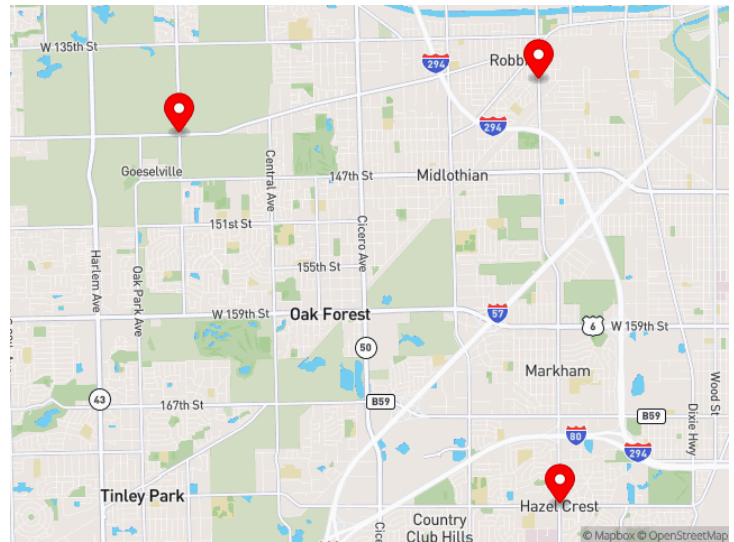 W 135th St
294
294
Goeselville
Central Ave
147th St
Midlothian
151st St
Harlem Ave
Oak Park Ave
Cicero Ave
155th St
W 159th St
Oak Forest
57
6
W 159th St
50
Markham
43
167th St
B59
B59
Wood St
Dixie Hwy
80
294
Tinley Park
Hazel Crest
Country
Club Hills
© Mapbox © OpenStreetMap